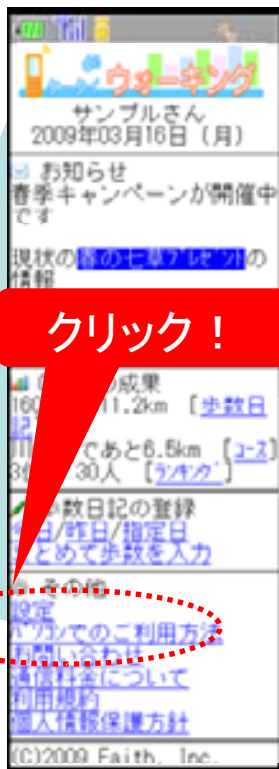 ウォーキング
サンプルさん
2009年03月16日(月)
お知らせ
春季キャンペーンが開催中
です
現状の春の七草プレゼントの
情報
クリック!
の成果
11.2km [歩数日
記]
であと6.5km [コース]
30人 [ランキング]
歩数日記の登録
今日/昨日/指定日
まとめて歩数を入力
その他
設定
パソコンでのご利用方法
お問い合わせ
通信料金について
利用規約
個人情報保護方針
(C)2009 Faith, Inc.